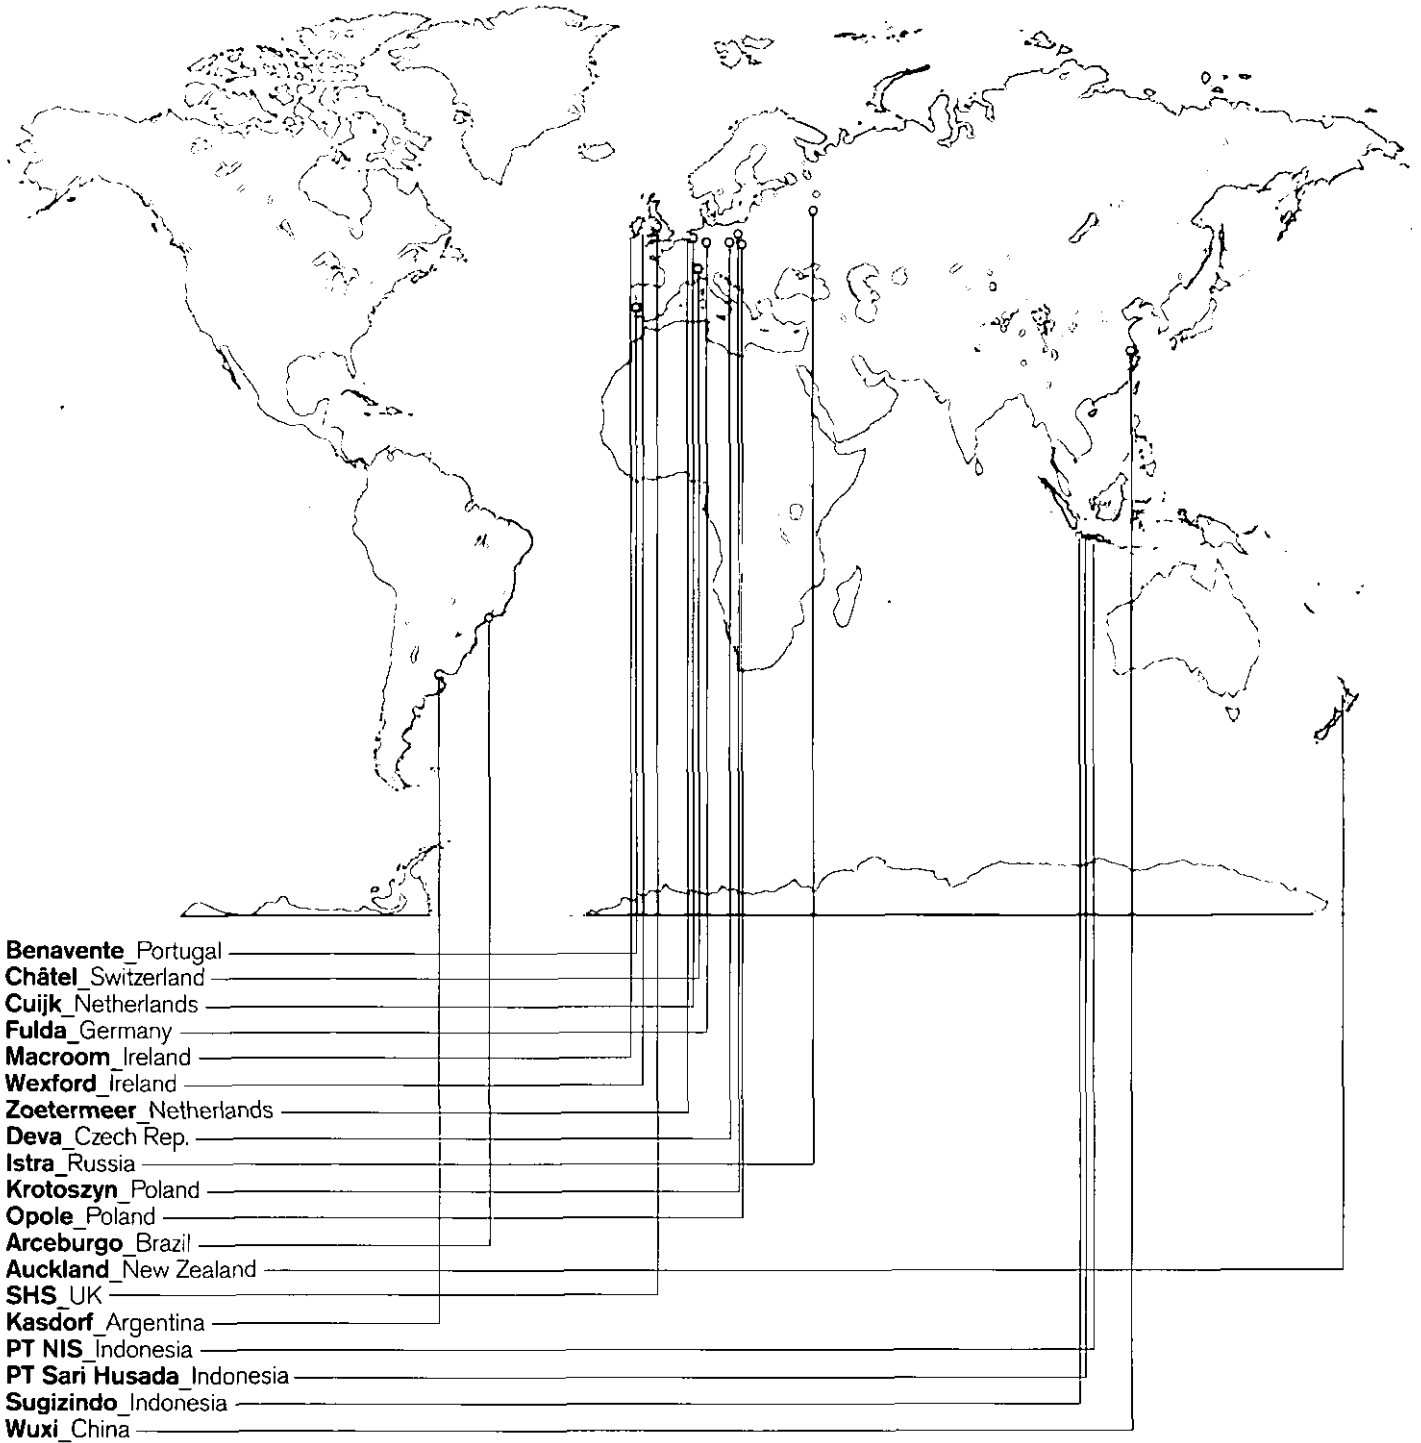 Benavente_Portugal
Châtel_Switzerland
Cuijk_Netherlands
Fulda_Germany
Macroom_Ireland
Wexford_Ireland
Zoetermeer_Netherlands
Deva_Czech Rep.
Istra_Russia
Krotoszyn_Poland
Opole_Poland
Arceburgo_Brazil
Auckland_New Zealand
SHS_UK
Kasdorf_Argentina
PT NIS_Indonesia
PT Sari Husada_Indonesia
Sugizindo_Indonesia
Wuxi_China